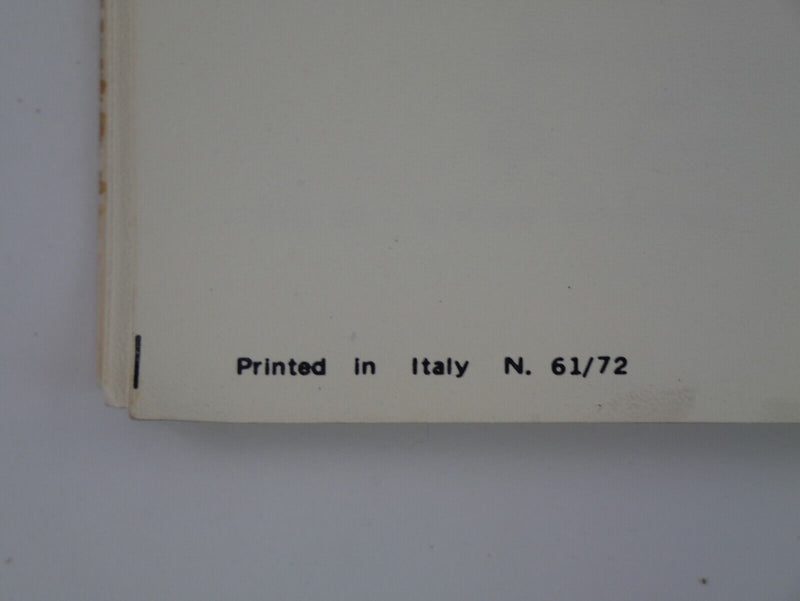 Printed in Italy N. 61/72